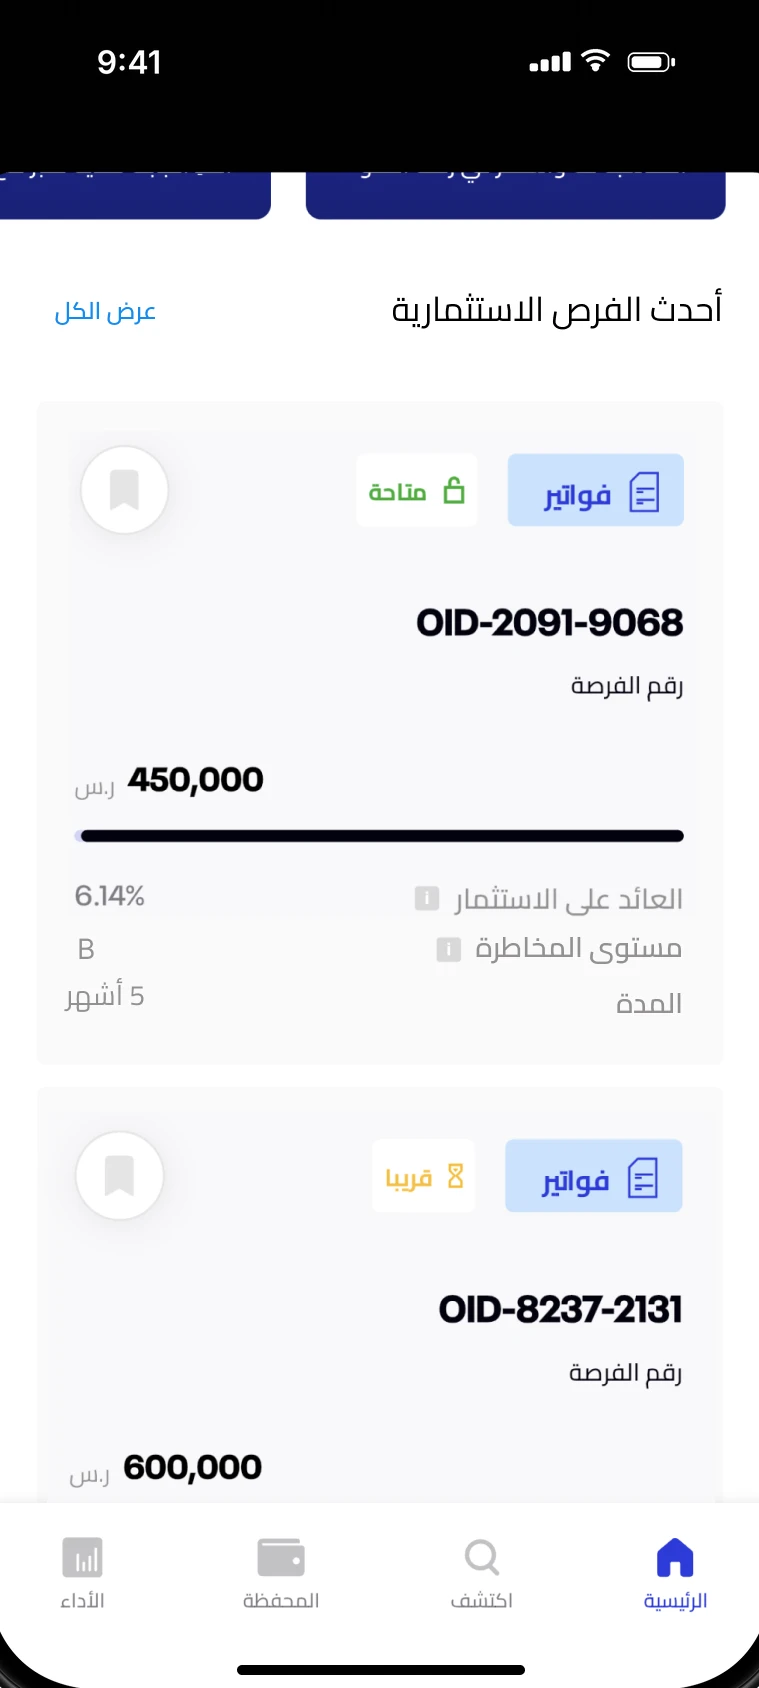 9:41
أحدث الفرص الاستثمارية
عرض الكل
فواتير
متاحة
OID-2091-9068
رقم الفرصة
450,000 ر.س
العائد على الاستثمار 6.14%
مستوى المخاطرة B
المدة 5 أشهر
فواتير
قريبا
OID-8237-2131
رقم الفرصة
600,000 ر.س
الرئيسية
اكتشف
المحفظة
الأداء